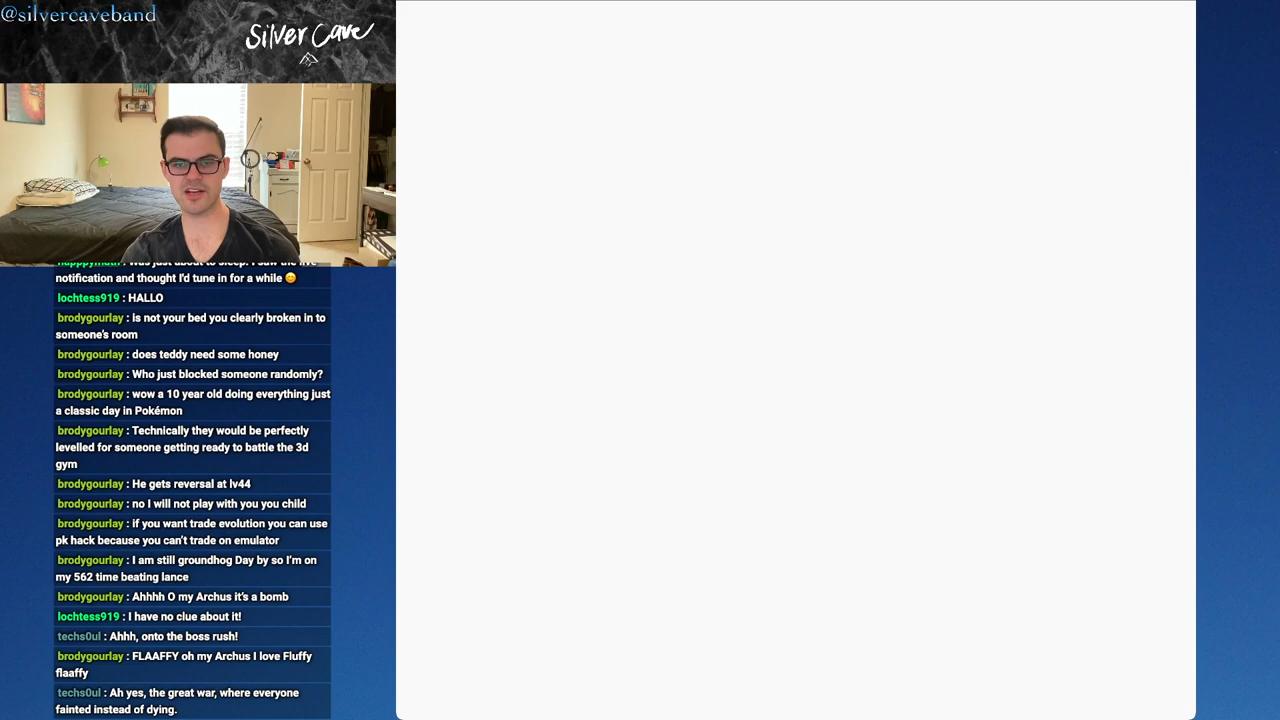 @silvercaveband
Silver Cave
notification and thought I'd tune in for a while 😊
lochtess919 : HALLO
brodygourlay : is not your bed you clearly broken in to
someone's room
brodygourlay : does teddy need some honey
brodygourlay : Who just blocked someone randomly?
brodygourlay : wow a 10 year old doing everything just
a classic day in Pokémon
brodygourlay : Technically they would be perfectly
levelled for someone getting ready to battle the 3d
gym
brodygourlay : He gets reversal at lv44
brodygourlay : no I will not play with you you child
brodygourlay : if you want trade evolution you can use
pk hack because you can't trade on emulator
brodygourlay : I am still groundhog Day by so I'm on
my 562 time beating lance
brodygourlay : Ahhhh O my Archus it's a bomb
lochtess919 : I have no clue about it!
techs0ul : Ahhh, onto the boss rush!
brodygourlay : FLAAFFY oh my Archus I love Fluffy
flaaffy
techs0ul : Ah yes, the great war, where everyone
fainted instead of dying.